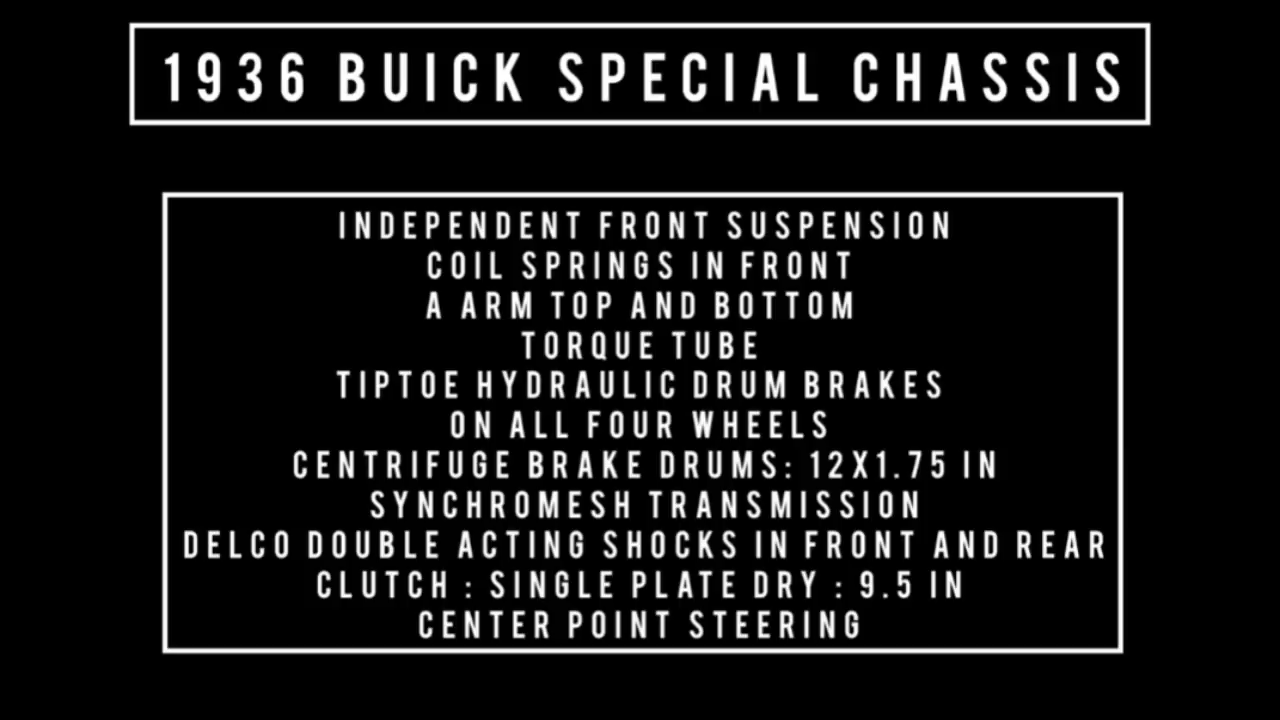 1936 BUICK SPECIAL CHASSIS
INDEPENDENT FRONT SUSPENSION
COIL SPRINGS IN FRONT
A ARM TOP AND BOTTOM
TORQUE TUBE
TIPTOE HYDRAULIC DRUM BRAKES
ON ALL FOUR WHEELS
CENTRIFUGE BRAKE DRUMS: 12X1.75 IN
SYNCHROMESH TRANSMISSION
DELCO DOUBLE ACTING SHOCKS IN FRONT AND REAR
CLUTCH : SINGLE PLATE DRY : 9.5 IN
CENTER POINT STEERING